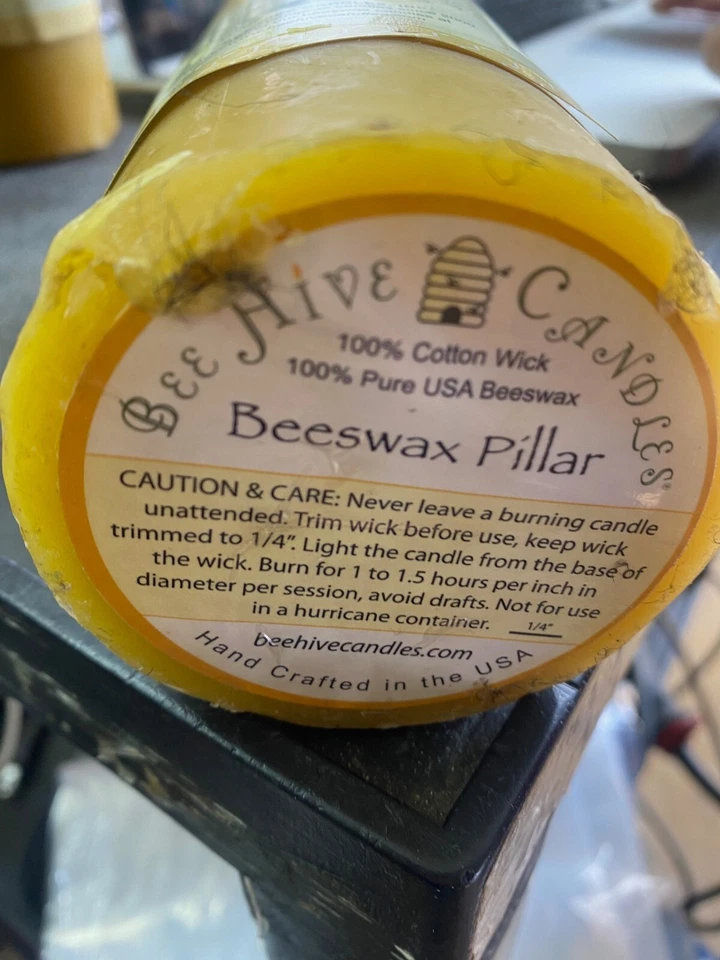 BEE HIVE CANDLES
100% Cotton Wick
100% Pure USA Beeswax
Beeswax Pillar
CAUTION & CARE: Never leave a burning candle
unattended. Trim wick before use, keep wick
trimmed to 1/4". Light the candle from the base of
the wick. Burn for 1 to 1.5 hours per inch in
diameter per session, avoid drafts. Not for use
in a hurricane container. 1/4"
beehivecandles.com
Hand Crafted in the USA